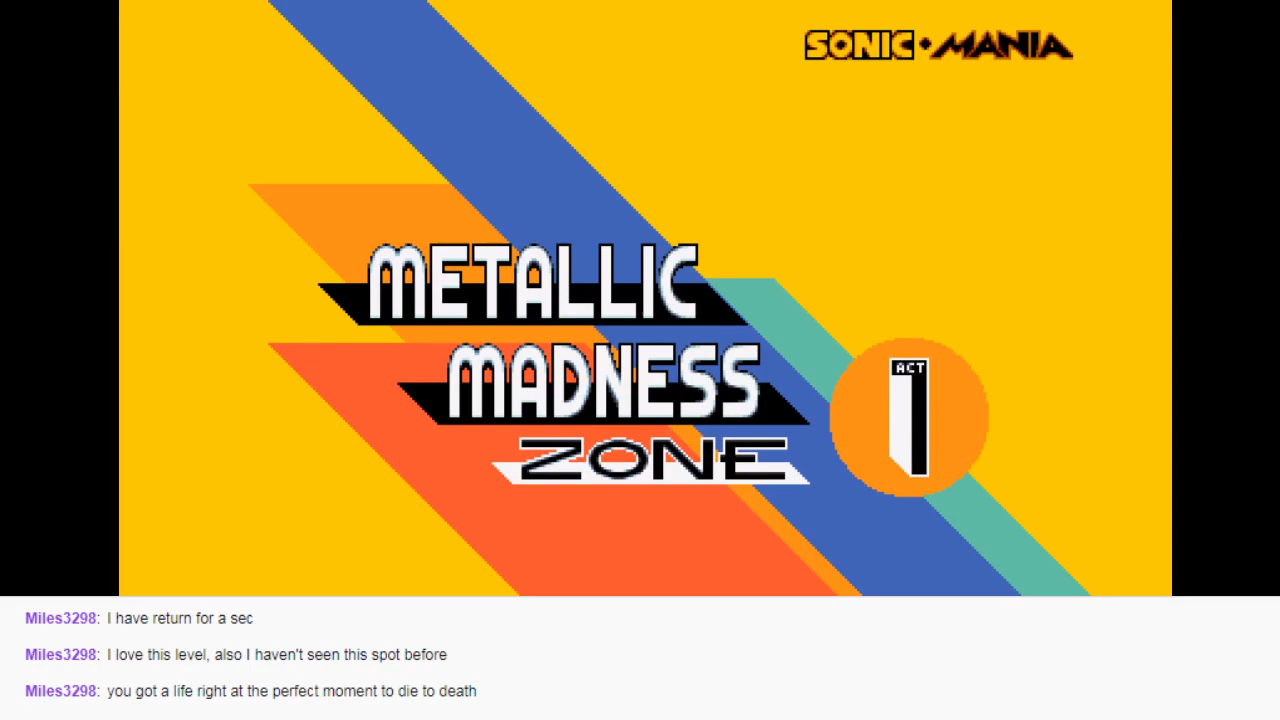 SONIC MANIA
METALLIC
MADNESS
ZONE
ACT
1
Miles3298: I have return for a sec
Miles3298: I love this level, also I haven't seen this spot before
Miles3298: you got a life right at the perfect moment to die to death